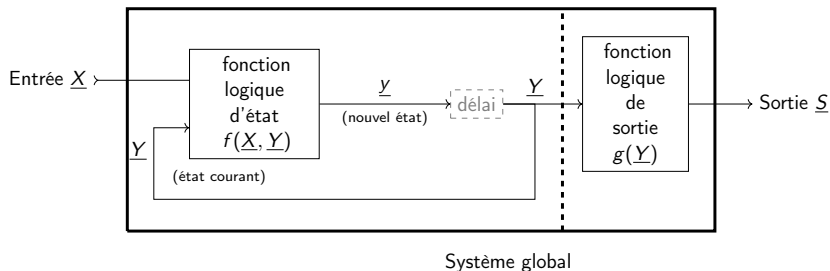 Entrée X
fonction
logique
d'état
f(X, Y)
Y
(état courant)
y
(nouvel état)
délai
Y
fonction
logique
de
sortie
g(Y)
Sortie S
Système global